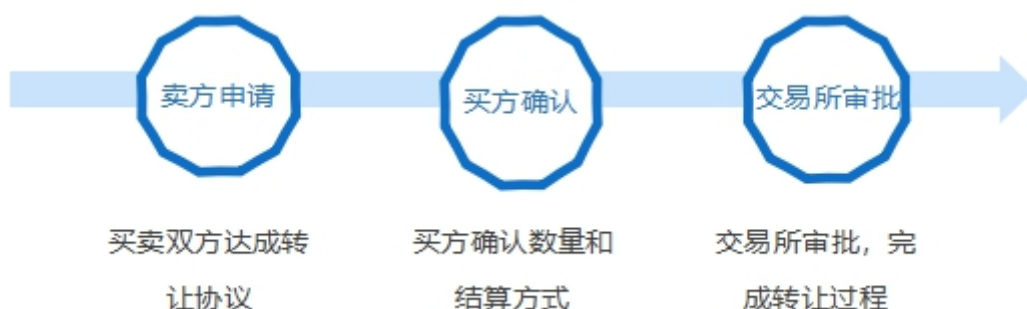 卖方申请
买方确认
交易所审批
买卖双方达成转
让协议
买方确认数量和
结算方式
交易所审批，完
成转让过程